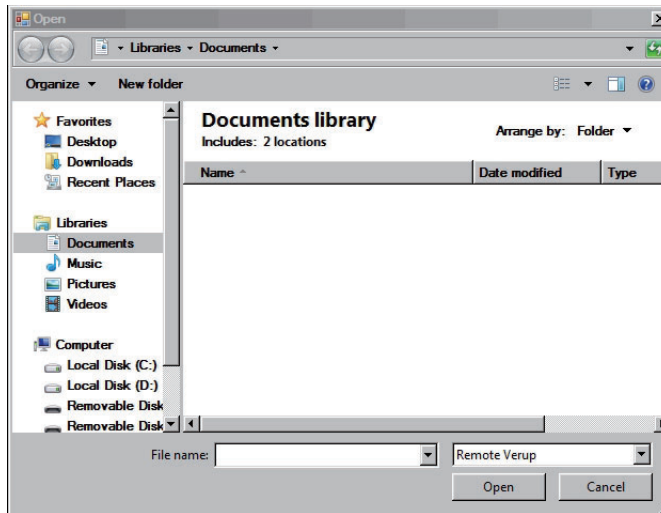 Open
Libraries Documents
Organize New folder
Favorites
Desktop
Downloads
Recent Places
Libraries
Documents
Music
Pictures
Videos
Computer
Local Disk (C:)
Local Disk (D:)
Removable Disk
Removable Disk
Documents library
Includes: 2 locations
Arrange by: Folder
Name Date modified Type
File name: Remote Verup
Open Cancel